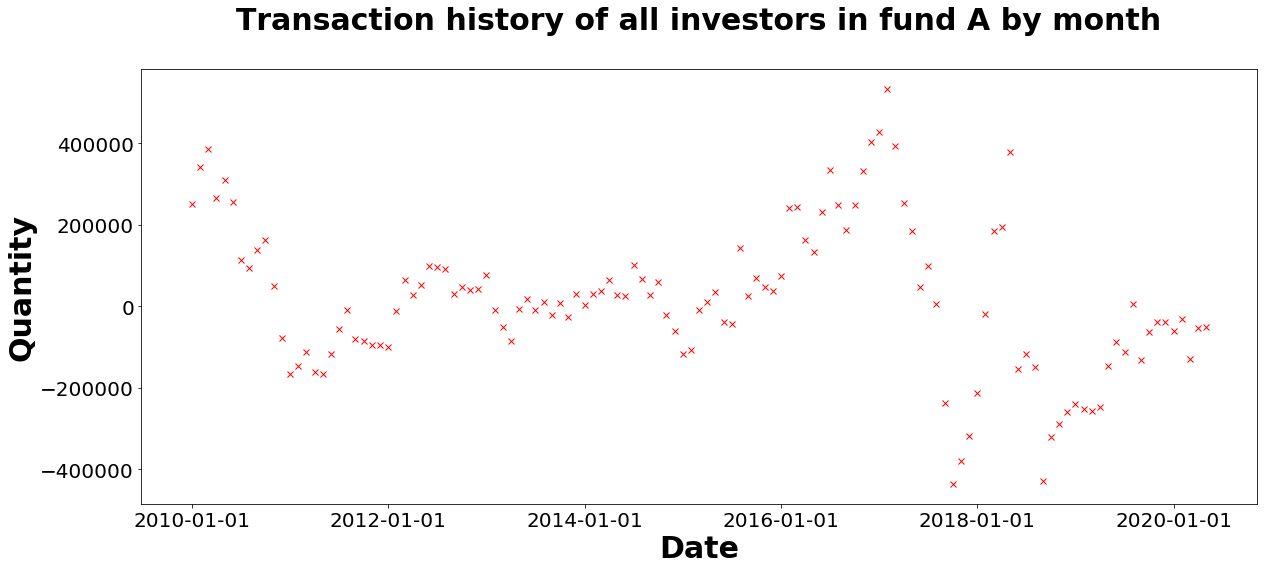 Transaction history of all investors in fund A by month
Quantity
400000
200000
0
−200000
−400000
2010-01-01 2012-01-01 2014-01-01 2016-01-01 2018-01-01 2020-01-01
Date